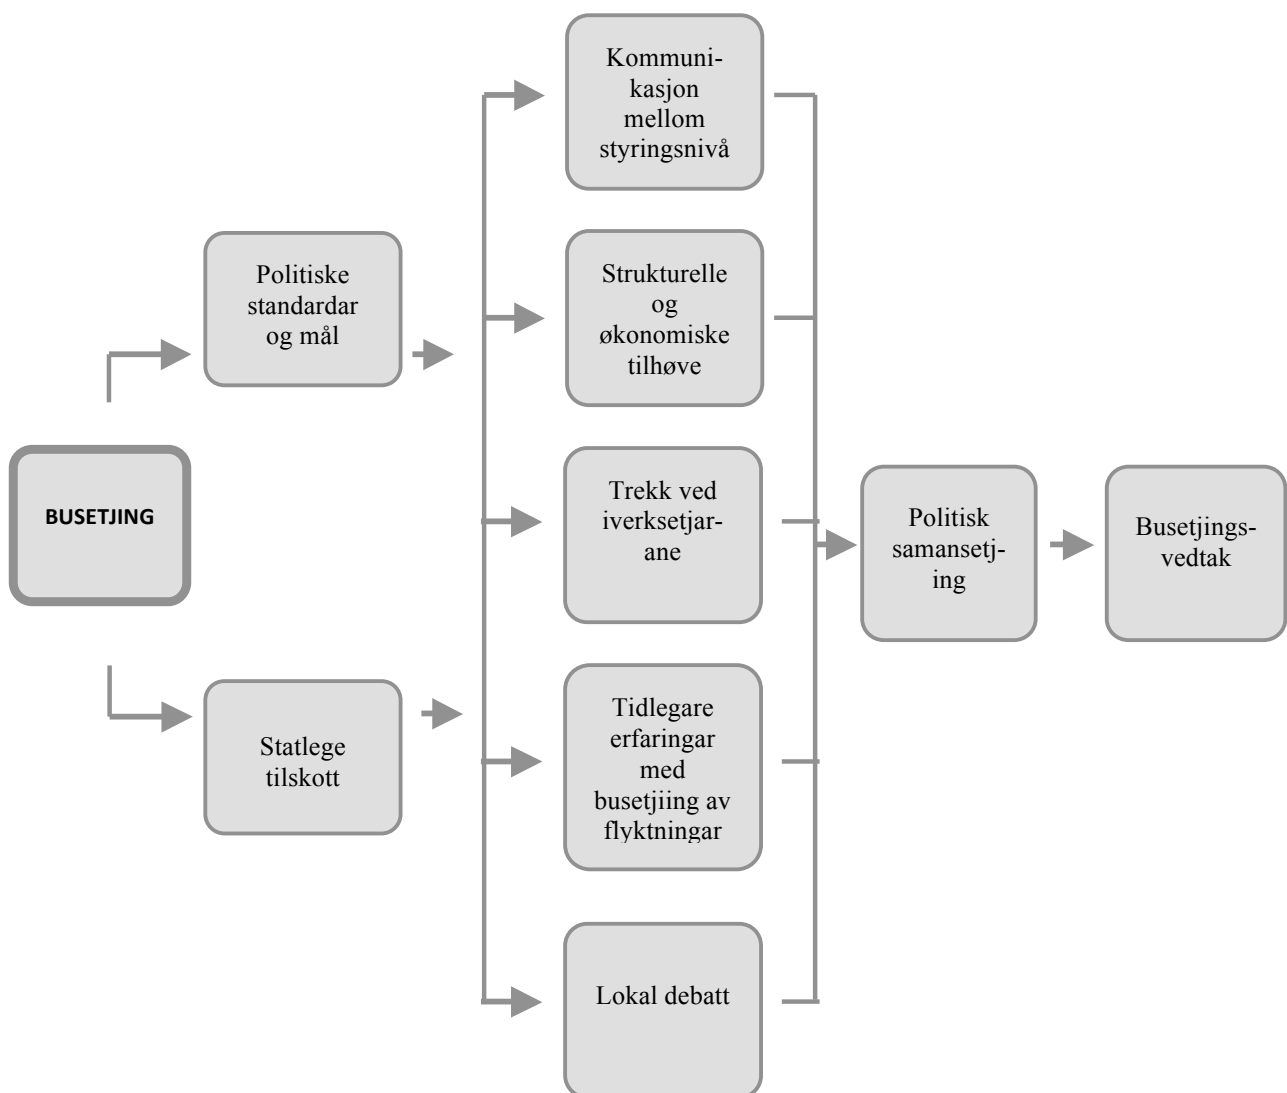 BUSETJING
Politiske
standardar
og mål
Statlege
tilskott
Kommuni-
kasjon
mellom
styringsnivå
Strukturelle
og
økonomiske
tilhøve
Trekk ved
iverksetjar-
ane
Tidlegare
erfaringar
med
busetjiing av
flyktningar
Lokal debatt
Politisk
samansetj-
ing
Busetjings-
vedtak